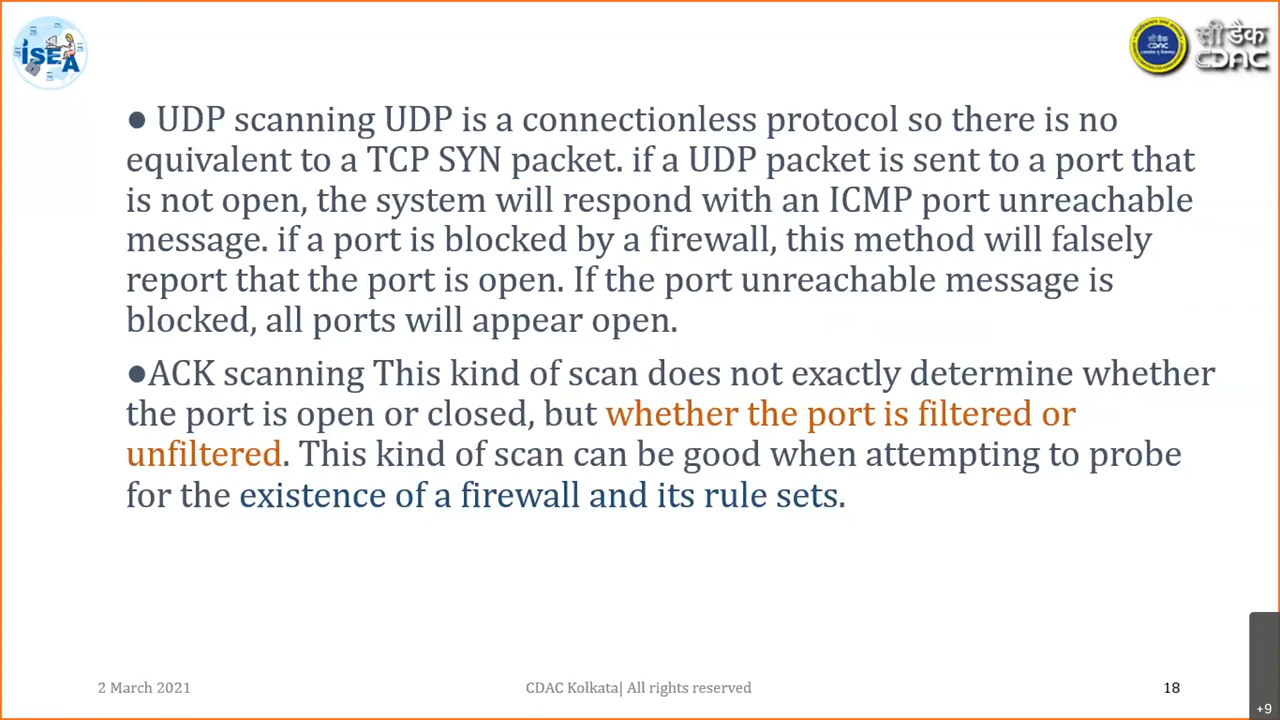 iSEA
CDAC
सी डैक
CDAC
● UDP scanning UDP is a connectionless protocol so there is no
equivalent to a TCP SYN packet. if a UDP packet is sent to a port that
is not open, the system will respond with an ICMP port unreachable
message. if a port is blocked by a firewall, this method will falsely
report that the port is open. If the port unreachable message is
blocked, all ports will appear open.
●ACK scanning This kind of scan does not exactly determine whether
the port is open or closed, but whether the port is filtered or
unfiltered. This kind of scan can be good when attempting to probe
for the existence of a firewall and its rule sets.
2 March 2021
CDAC Kolkata| All rights reserved
18
+9